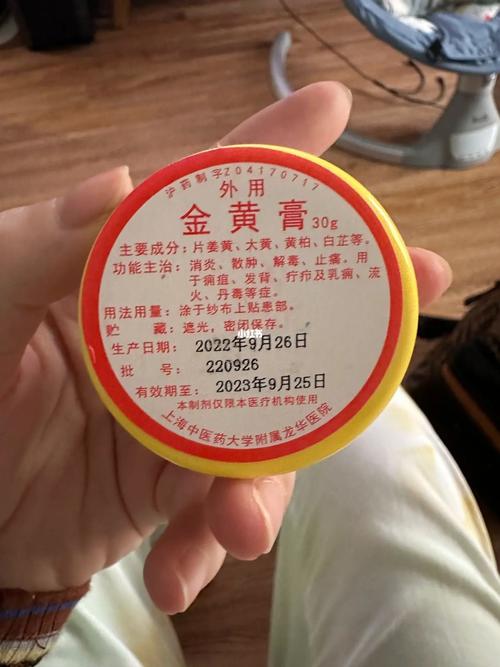 沪药制字Z04170717
外用
金黄膏30g
主要成分：片姜黄、大黄、黄柏、白芷等。
功能主治：消炎、散肿、解毒、止痛。用
于痈疽、发背、疔疖及乳痈、流
火、丹毒等症。
用法用量：涂于纱布上贴患部。
贮　　藏：遮光，密闭保存。
小红书
生产日期：2022年9月26日
批　　号：220926
有效期至：2023年9月25日
本制剂仅限本医疗机构使用
上海中医药大学附属龙华医院